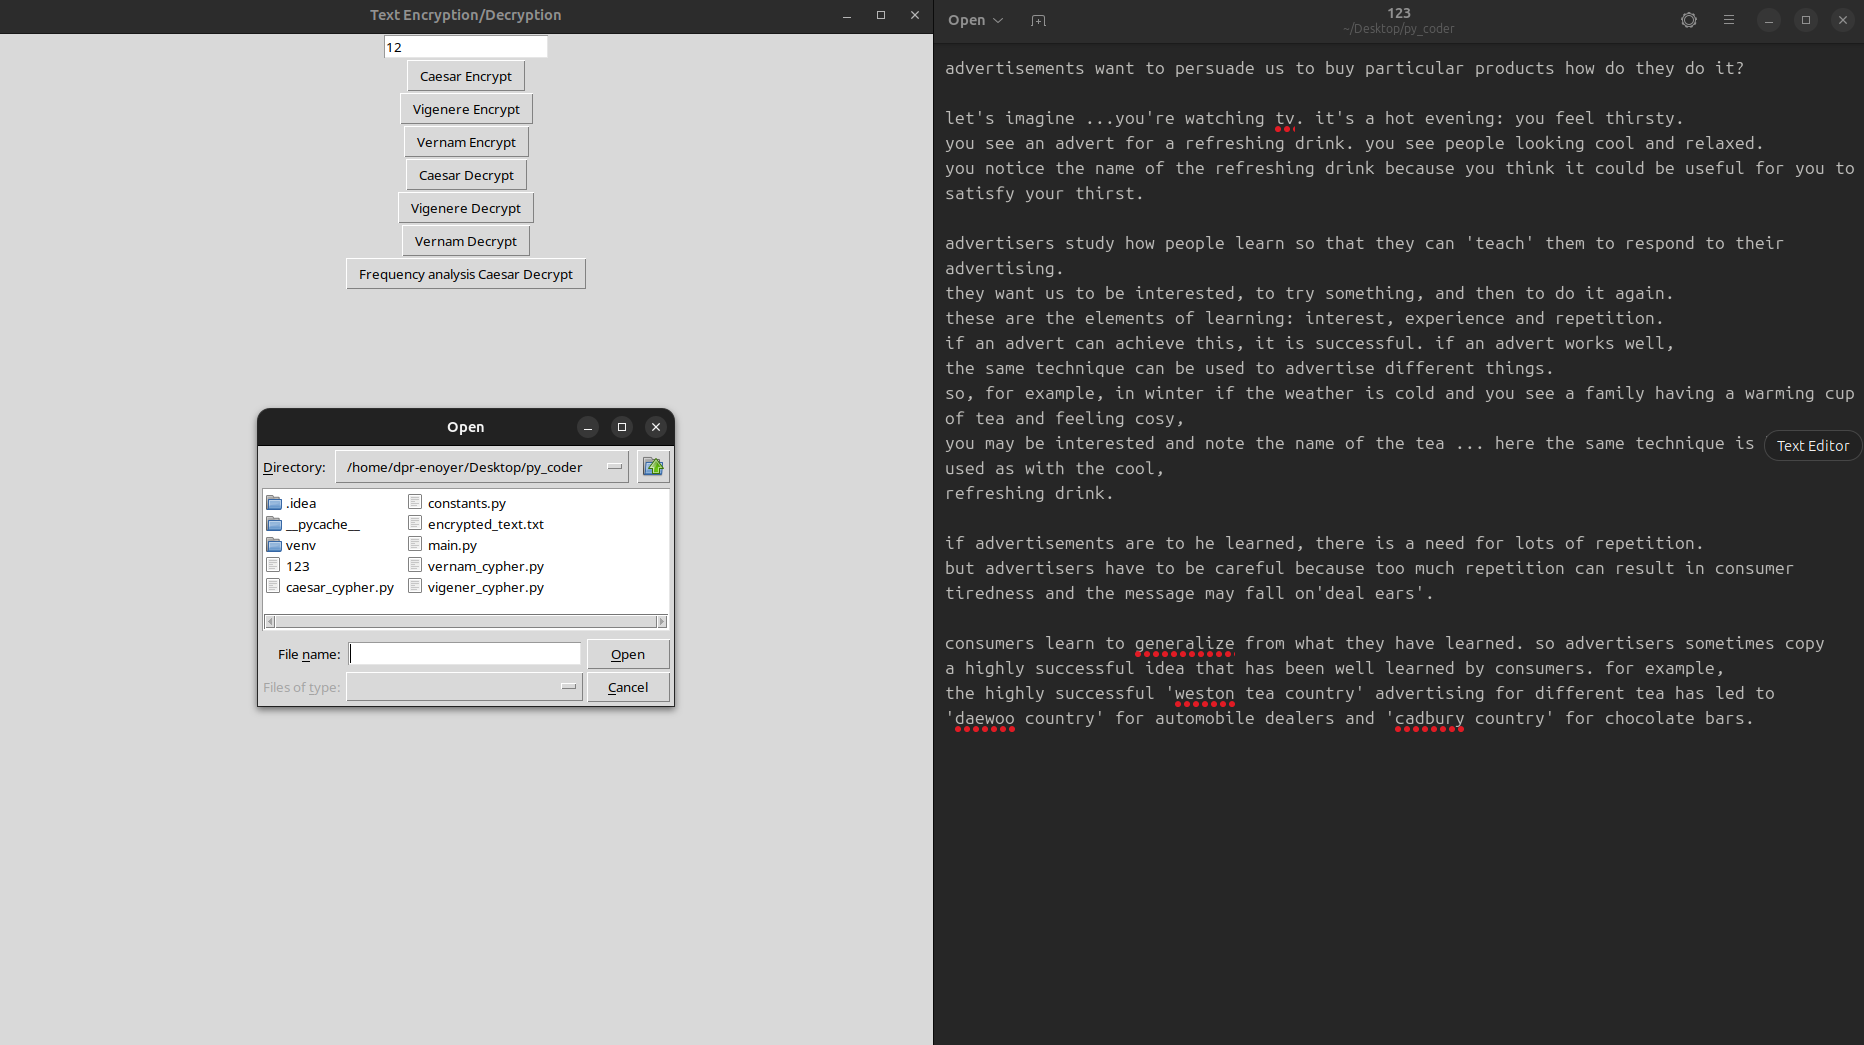 Text Encryption/Decryption
12
Caesar Encrypt
Vigenere Encrypt
Vernam Encrypt
Caesar Decrypt
Vigenere Decrypt
Vernam Decrypt
Frequency analysis Caesar Decrypt
Open
Directory: /home/dpr-enoyer/Desktop/py_coder
.idea
__pycache__
venv
123
caesar_cypher.py
constants.py
encrypted_text.txt
main.py
vernam_cypher.py
vigener_cypher.py
File name: Open
Files of type: Cancel
Open
123
~/Desktop/py_coder
advertisements want to persuade us to buy particular products how do they do it?
let's imagine ...you're watching tv. it's a hot evening: you feel thirsty.
you see an advert for a refreshing drink. you see people looking cool and relaxed.
you notice the name of the refreshing drink because you think it could be useful for you to
satisfy your thirst.
advertisers study how people learn so that they can 'teach' them to respond to their
advertising.
they want us to be interested, to try something, and then to do it again.
these are the elements of learning: interest, experience and repetition.
if an advert can achieve this, it is successful. if an advert works well,
the same technique can be used to advertise different things.
so, for example, in winter if the weather is cold and you see a family having a warming cup
of tea and feeling cosy,
you may be interested and note the name of the tea ... here the same technique is
used as with the cool,
refreshing drink.
if advertisements are to he learned, there is a need for lots of repetition.
but advertisers have to be careful because too much repetition can result in consumer
tiredness and the message may fall on'deal ears'.
consumers learn to generalize from what they have learned. so advertisers sometimes copy
a highly successful idea that has been well learned by consumers. for example,
the highly successful 'weston tea country' advertising for different tea has led to
'daewoo country' for automobile dealers and 'cadbury country' for chocolate bars.
Text Editor